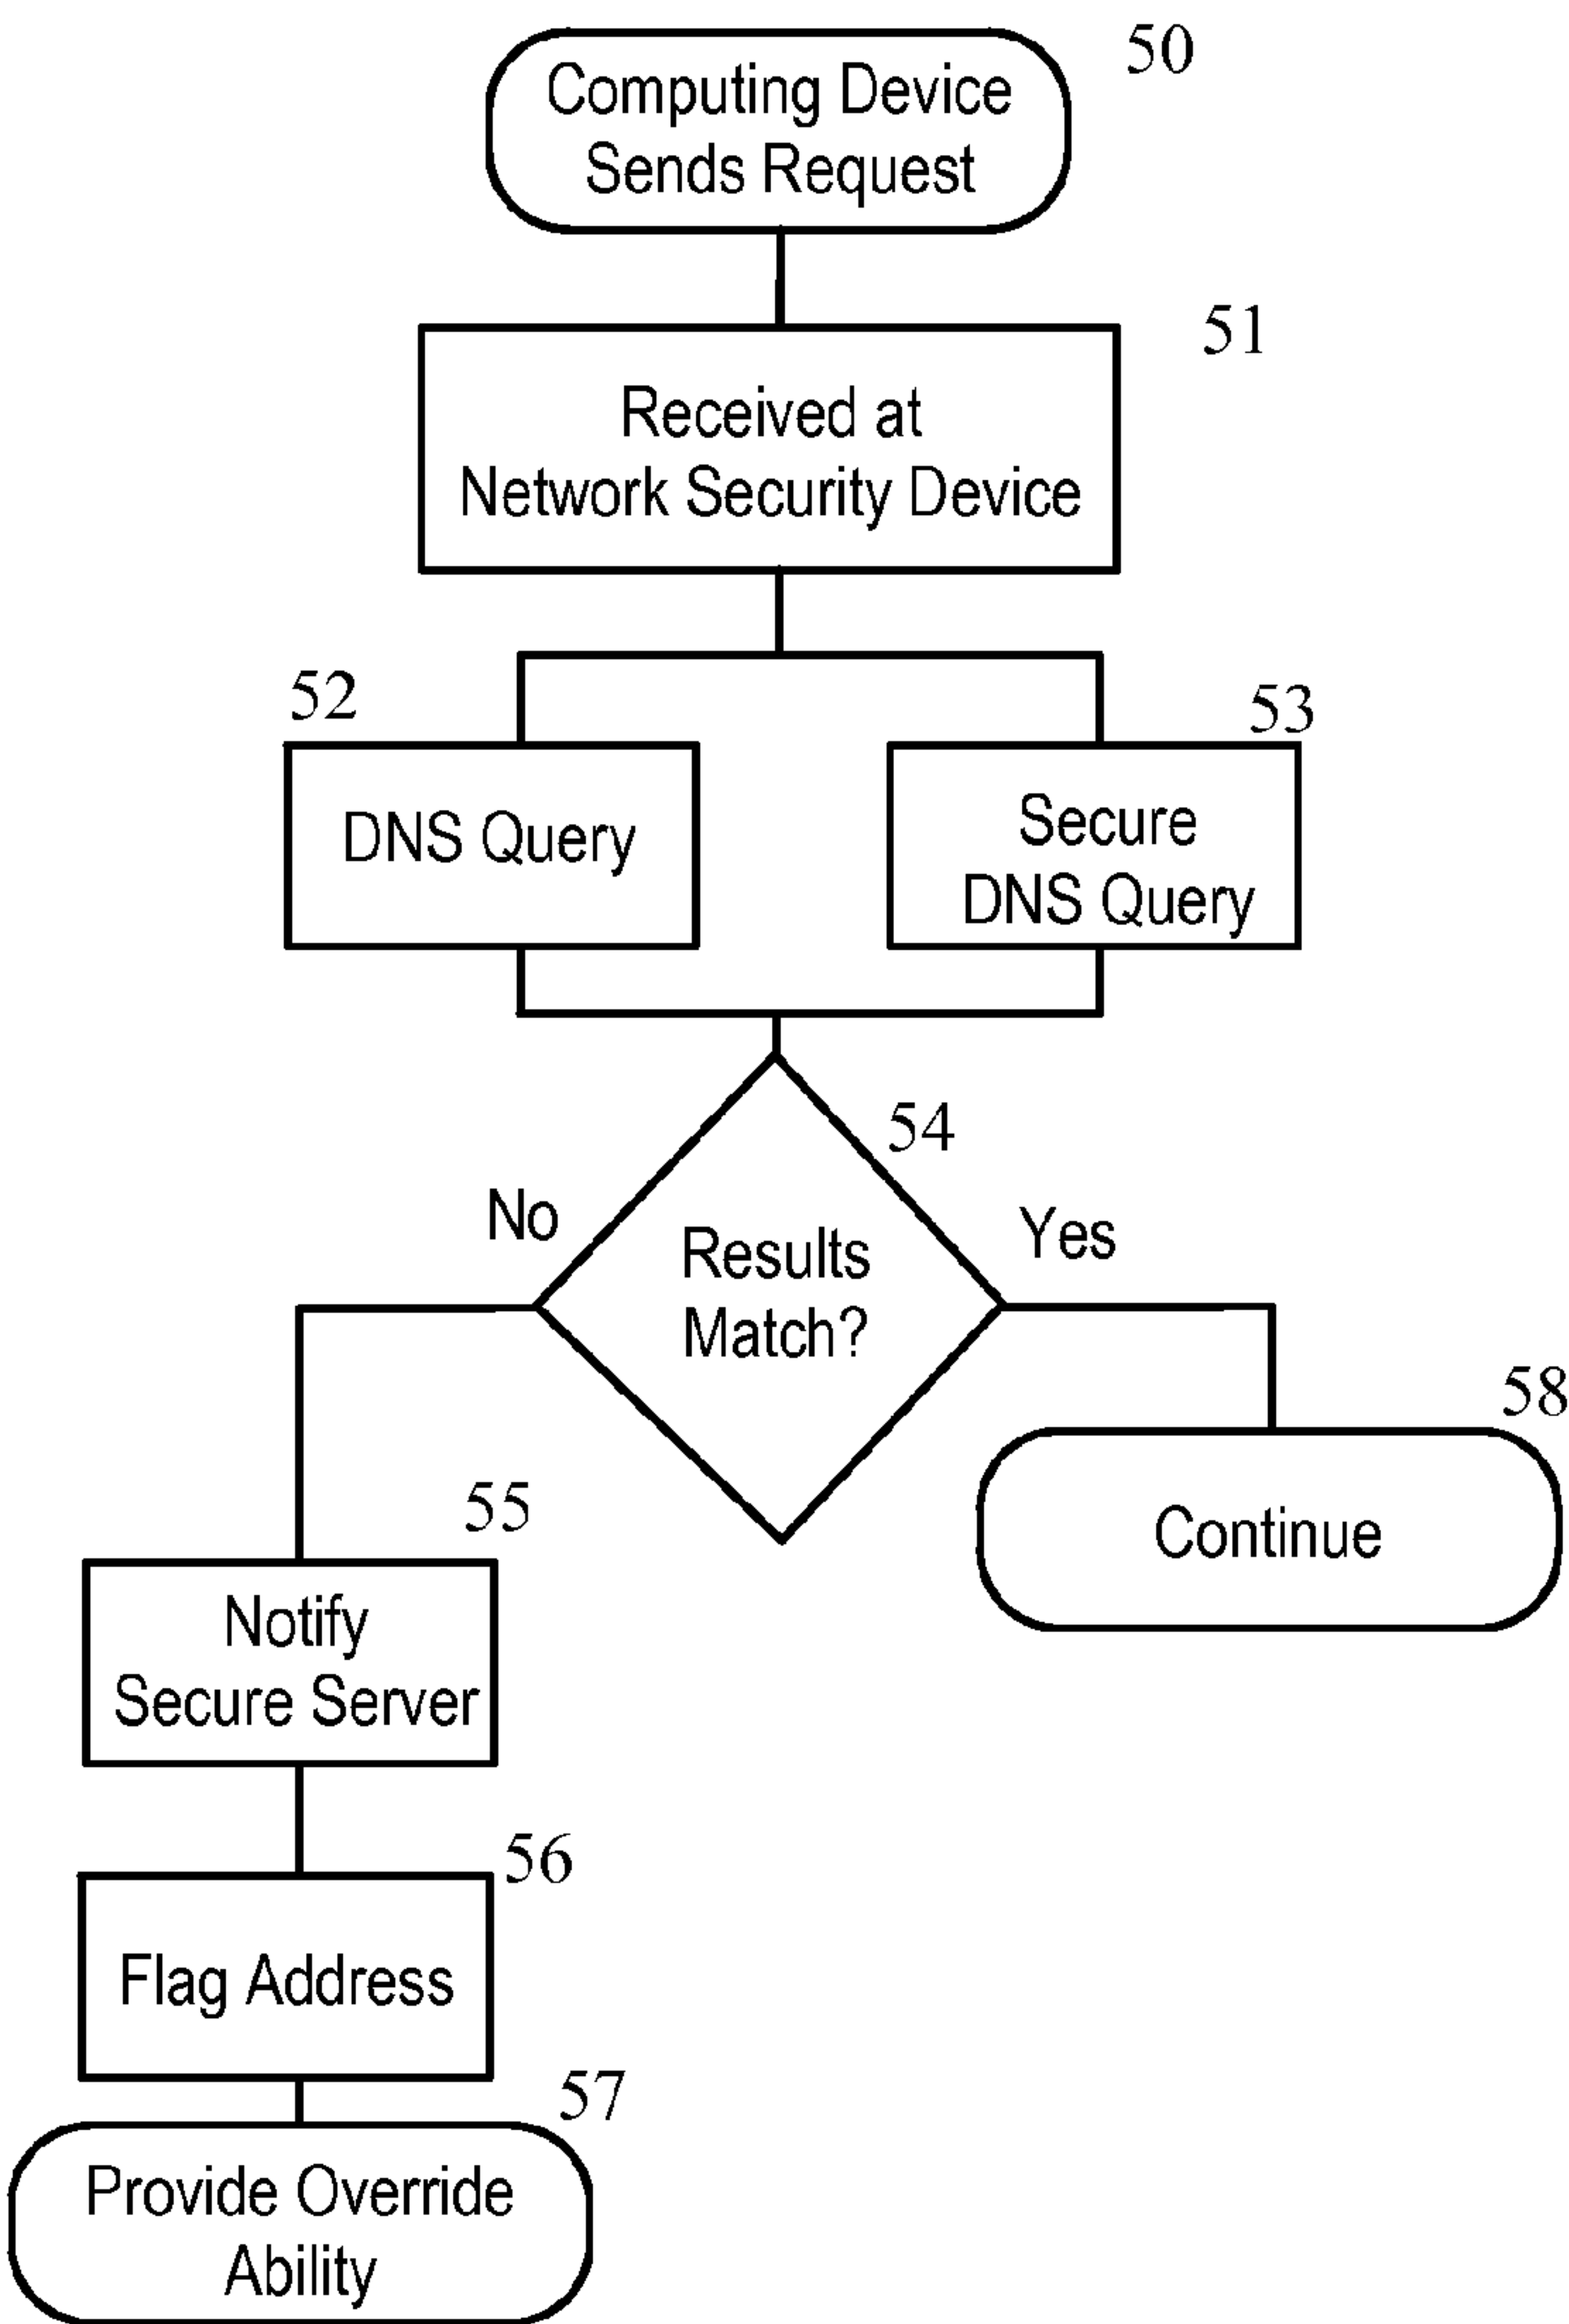 50
Computing Device
Sends Request
51
Received at
Network Security Device
52
53
DNS Query
Secure
DNS Query
54
No
Yes
Results
Match?
58
Continue
55
Notify
Secure Server
56
Flag Address
57
Provide Override
Ability